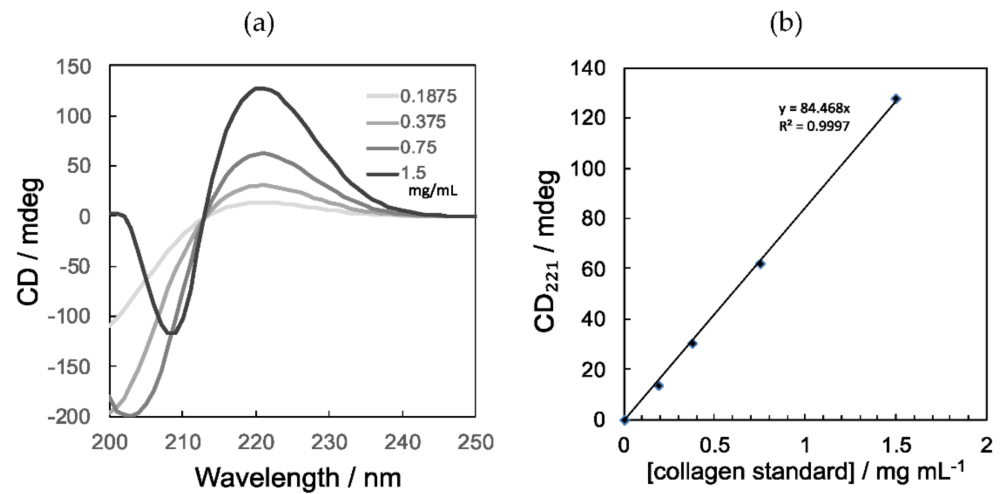 (a)
150
100
50
0
-50
-100
-150
-200
CD / mdeg
0.1875
0.375
0.75
1.5
mg/mL
200 210 220 230 240 250
Wavelength / nm
(b)
140
120
100
80
60
40
20
0
CD₂₂₁ / mdeg
y = 84.468x
R² = 0.9997
0 0.5 1 1.5 2
[collagen standard] / mg mL⁻¹